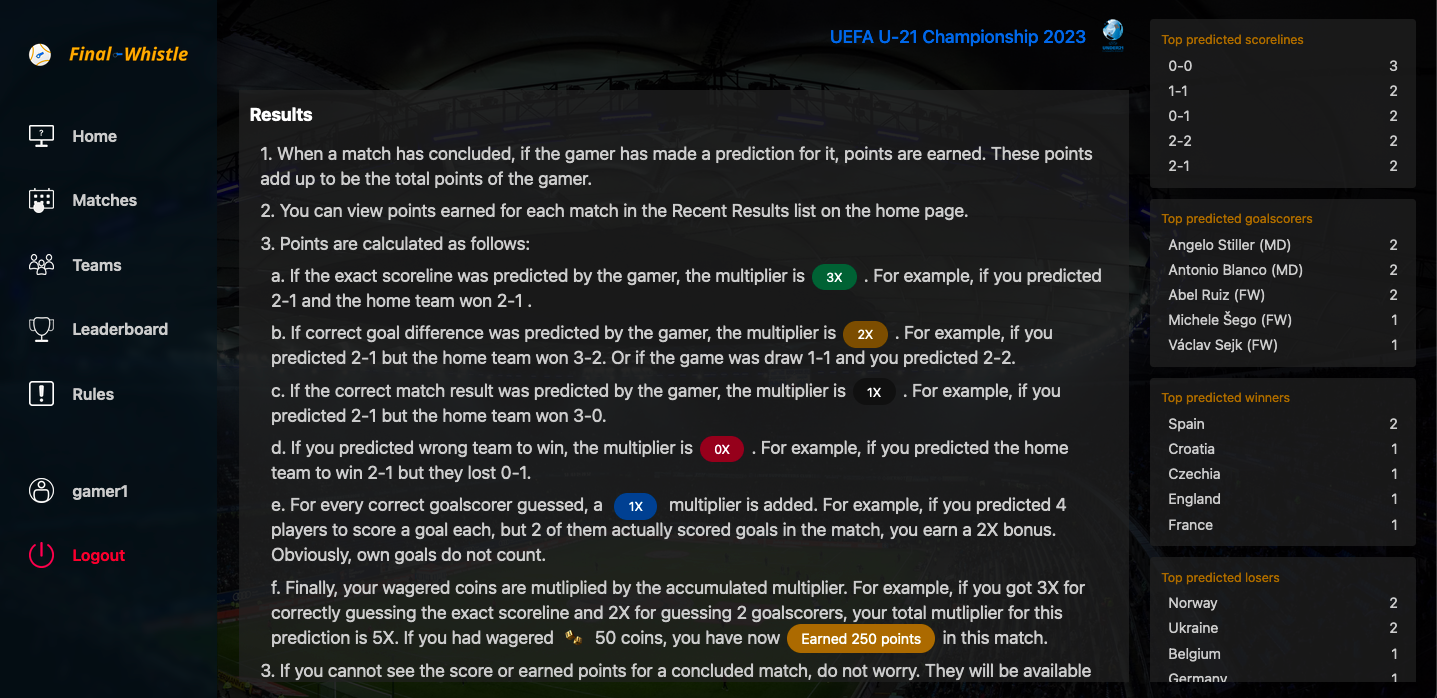 Final-Whistle
Home
Matches
Teams
Leaderboard
Rules
gamer1
Logout
UEFA U-21 Championship 2023
Results
1. When a match has concluded, if the gamer has made a prediction for it, points are earned. These points
add up to be the total points of the gamer.
2. You can view points earned for each match in the Recent Results list on the home page.
3. Points are calculated as follows:
a. If the exact scoreline was predicted by the gamer, the multiplier is 3X . For example, if you predicted
2-1 and the home team won 2-1 .
b. If correct goal difference was predicted by the gamer, the multiplier is 2X . For example, if you
predicted 2-1 but the home team won 3-2. Or if the game was draw 1-1 and you predicted 2-2.
c. If the correct match result was predicted by the gamer, the multiplier is 1X . For example, if you
predicted 2-1 but the home team won 3-0.
d. If you predicted wrong team to win, the multiplier is 0X . For example, if you predicted the home
team to win 2-1 but they lost 0-1.
e. For every correct goalscorer guessed, a 1X multiplier is added. For example, if you predicted 4
players to score a goal each, but 2 of them actually scored goals in the match, you earn a 2X bonus.
Obviously, own goals do not count.
f. Finally, your wagered coins are mutliplied by the accumulated multiplier. For example, if you got 3X for
correctly guessing the exact scoreline and 2X for guessing 2 goalscorers, your total mutliplier for this
prediction is 5X. If you had wagered 50 coins, you have now Earned 250 points in this match.
3. If you cannot see the score or earned points for a concluded match, do not worry. They will be available
Top predicted scorelines
0-0 3
1-1 2
0-1 2
2-2 2
2-1 2
Top predicted goalscorers
Angelo Stiller (MD) 2
Antonio Blanco (MD) 2
Abel Ruiz (FW) 2
Michele Šego (FW) 1
Václav Sejk (FW) 1
Top predicted winners
Spain 2
Croatia 1
Czechia 1
England 1
France 1
Top predicted losers
Norway 2
Ukraine 2
Belgium 1
Germany 1